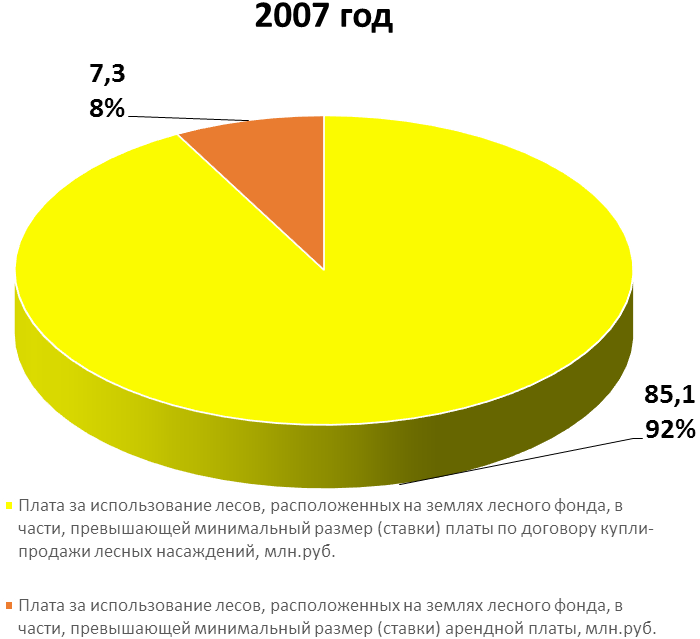 2007 год
7,3
8%
85,1
92%
Плата за использование лесов, расположенных на землях лесного фонда, в
части, превышающей минимальный размер (ставки) платы по договору купли-
продажи лесных насаждений, млн.руб.
Плата за использование лесов, расположенных на землях лесного фонда, в
части, превышающей минимальный размер (ставки) арендной платы, млн.руб.